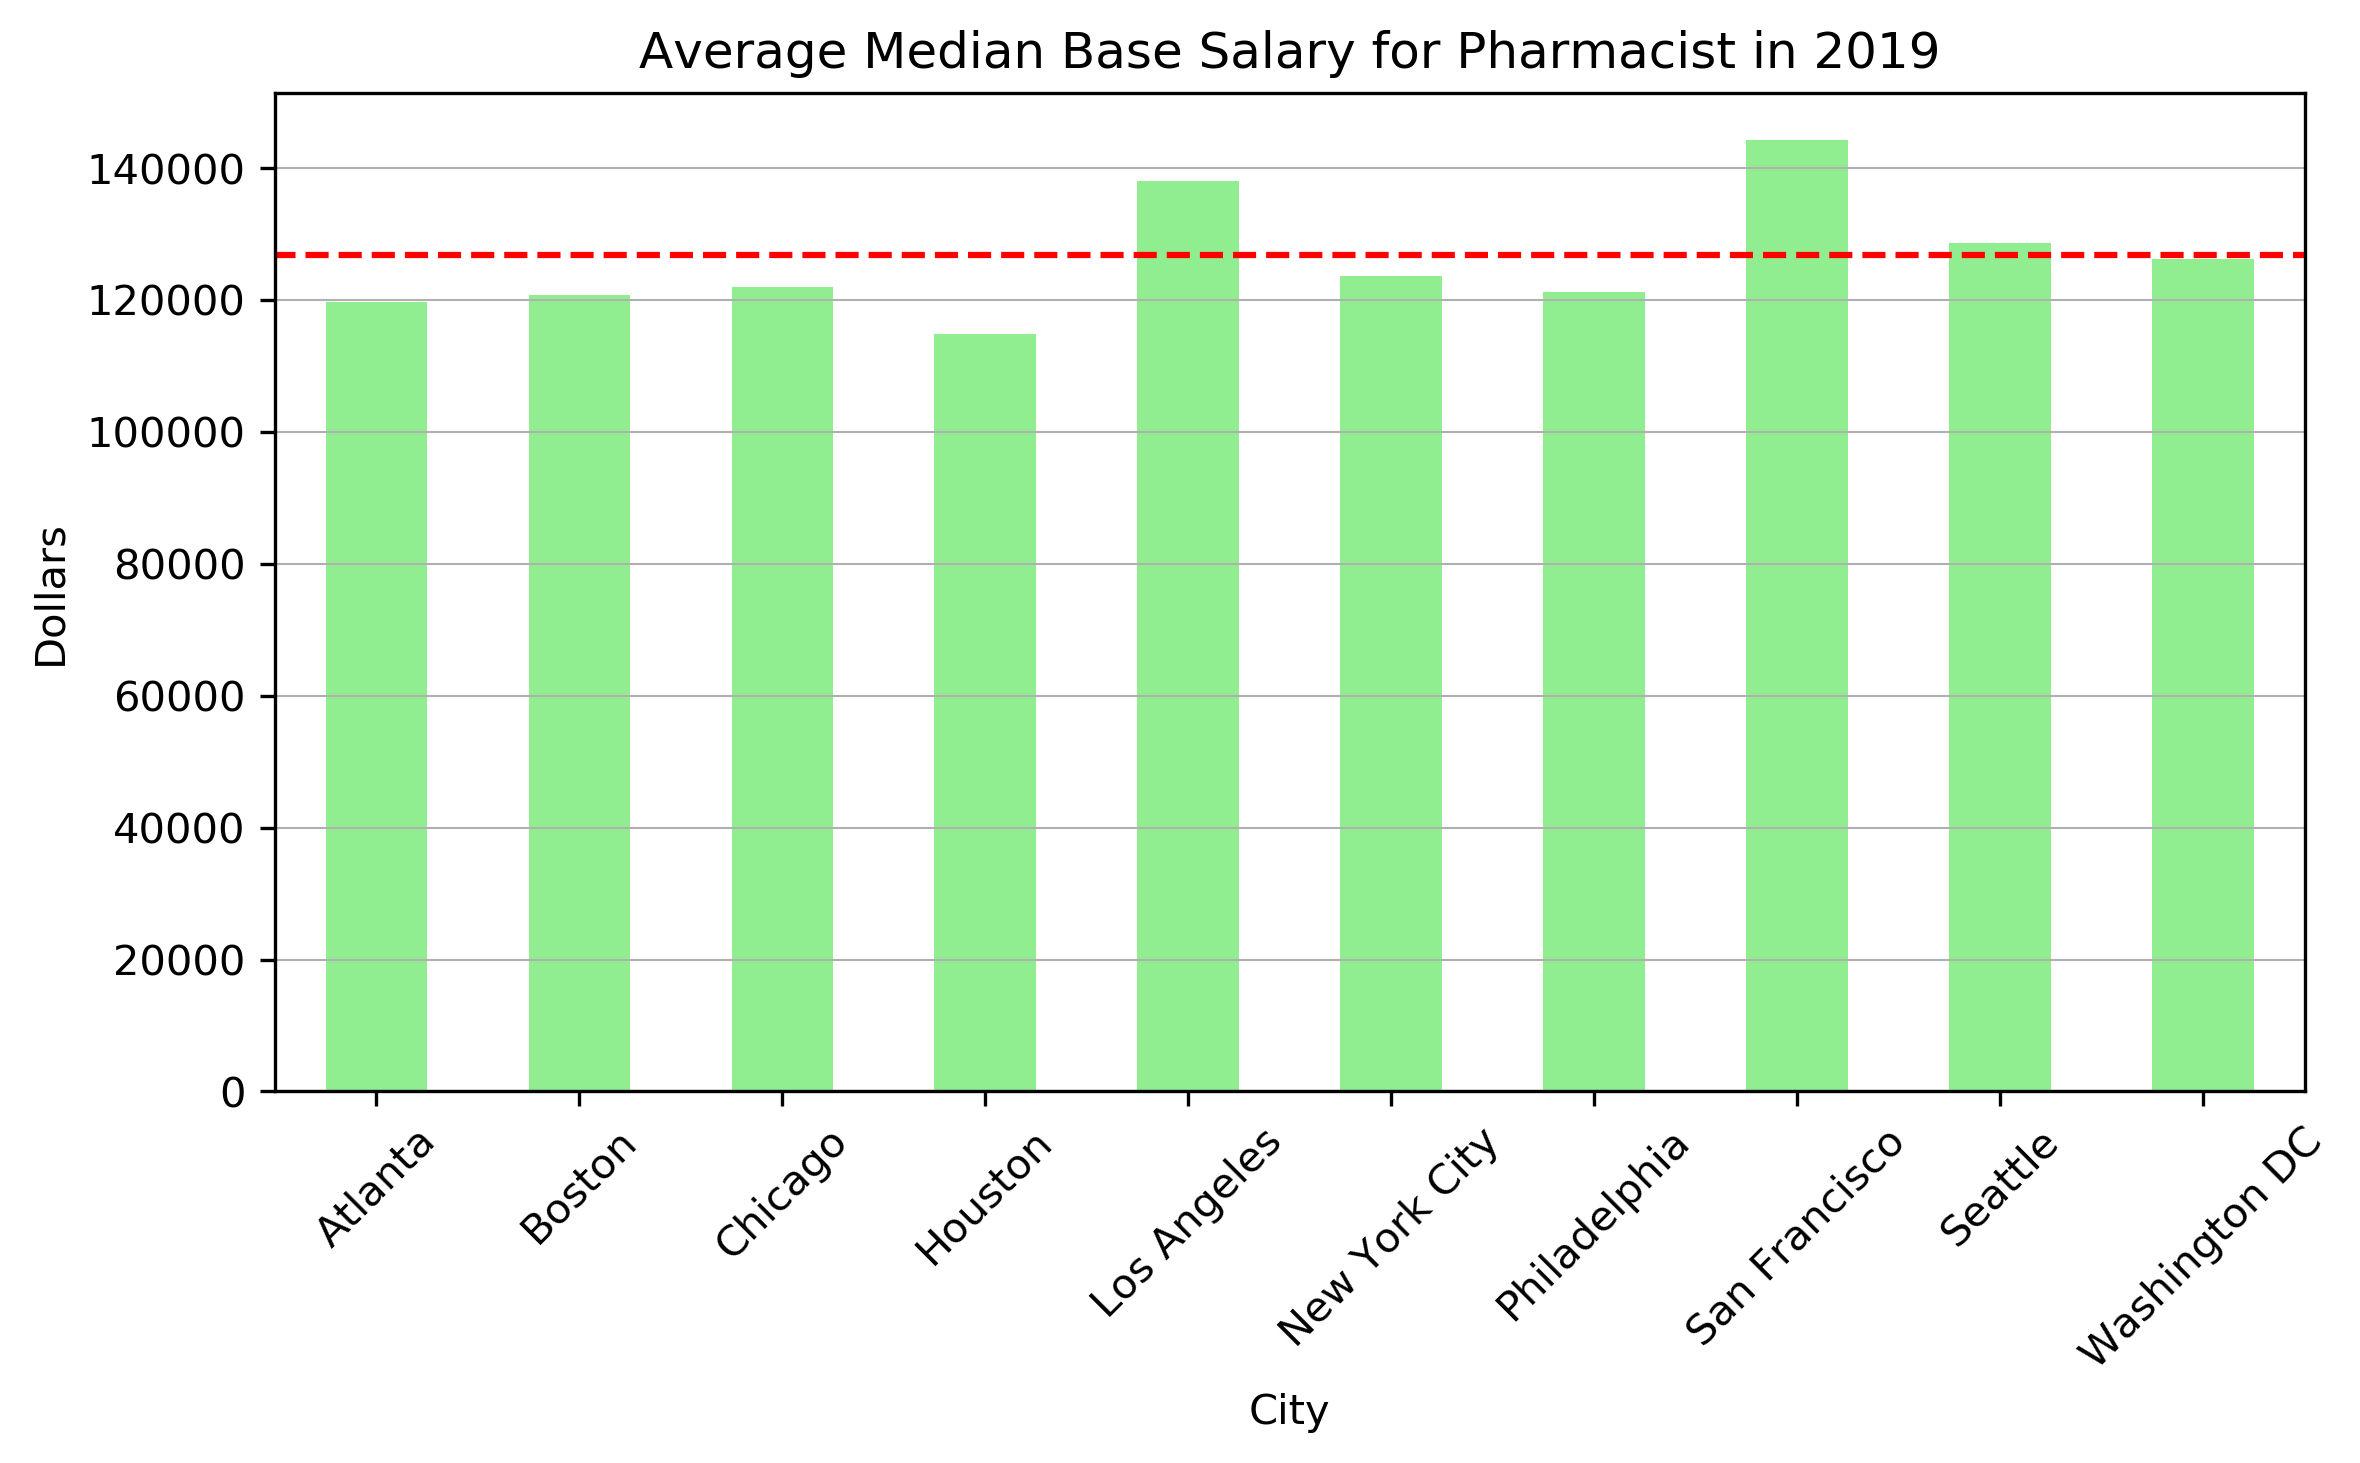 Average Median Base Salary for Pharmacist in 2019
140000
120000
100000
80000
60000
40000
20000
0
Dollars
Atlanta
Boston
Chicago
Houston
Los Angeles
New York City
Philadelphia
San Francisco
Seattle
Washington DC
City